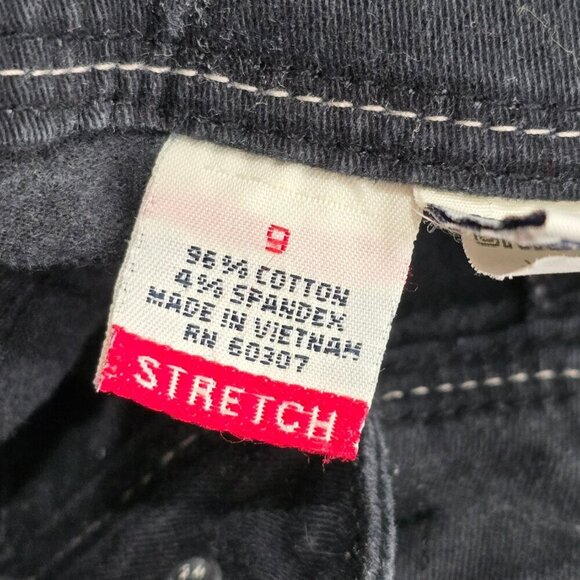 9
96% COTTON
4% SPANDEX
MADE IN VIETNAM
RN 60307
STRETCH